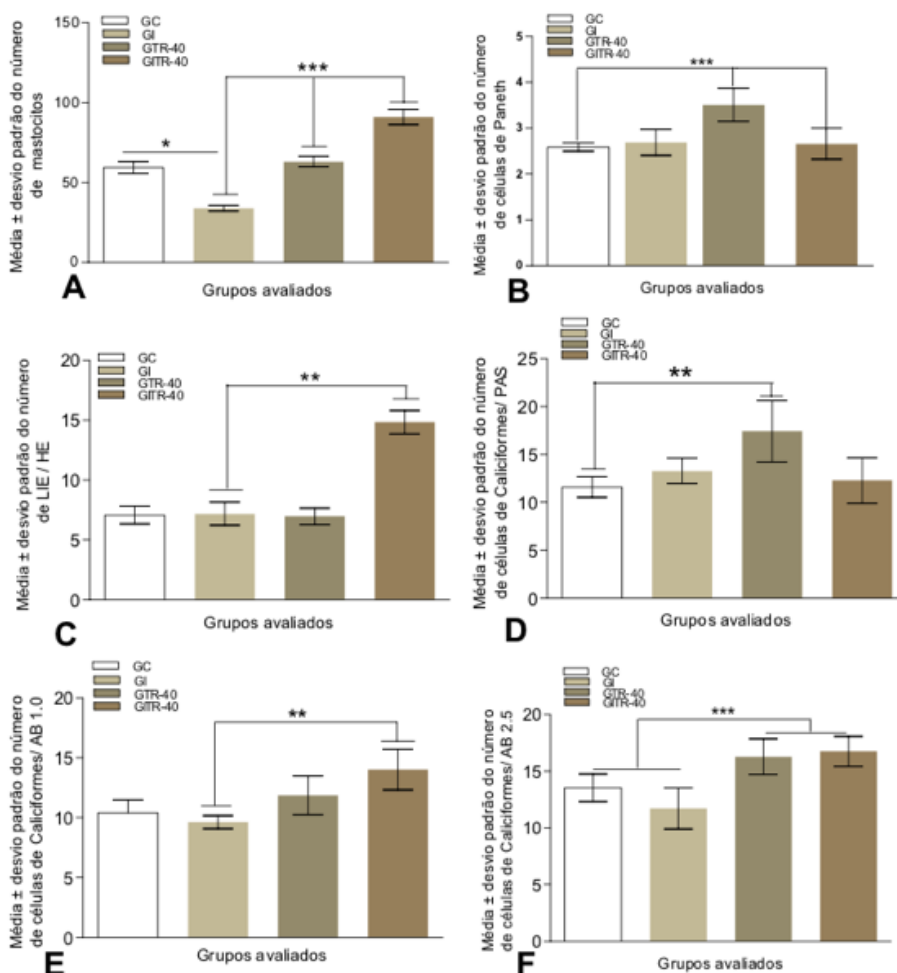 Média ± desvio padrão do número
de mastocitos
150
100
50
0
GC
GI
GTR-40
GITR-40
*
***
A
Grupos avaliados
Média ± desvio padrão do número
de células de Paneth
5
4
3
2
1
0
GC
GI
GTR-40
GITR-40
***
B
Grupos avaliados
Média ± desvio padrão do número
de LIE / HE
20
15
10
5
0
GC
GI
GTR-40
GITR-40
**
C
Grupos avaliados
Média ± desvio padrão do número
de células de Caliciformes/ PAS
25
20
15
10
5
0
GC
GI
GTR-40
GITR-40
**
D
Grupos avaliados
Média ± desvio padrão do número
de células de Caliciformes/ AB 1.0
20
15
10
5
0
GC
GI
GTR-40
GITR-40
**
E
Grupos avaliados
Média ± desvio padrão do número
de células de Caliciformes/ AB 2.5
20
15
10
5
0
GC
GI
GTR-40
GITR-40
***
F
Grupos avaliados